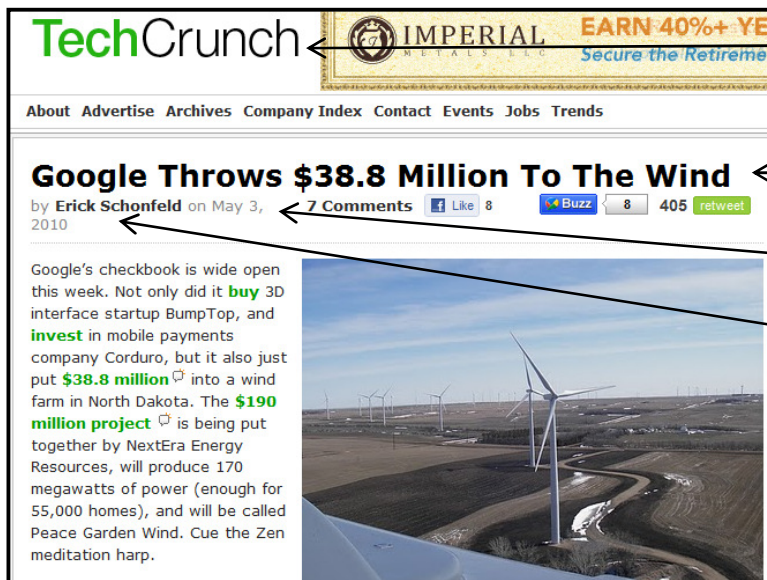 TechCrunch
IMPERIAL
METALS LLC
EARN 40%+ YE
Secure the Retireme
About Advertise Archives Company Index Contact Events Jobs Trends
Google Throws $38.8 Million To The Wind
by Erick Schonfeld on May 3, 2010
7 Comments
Like 8
Buzz 8
405 retweet
Google's checkbook is wide open
this week. Not only did it buy 3D
interface startup BumpTop, and
invest in mobile payments
company Corduro, but it also just
put $38.8 million into a wind
farm in North Dakota. The $190
million project is being put
together by NextEra Energy
Resources, will produce 170
megawatts of power (enough for
55,000 homes), and will be called
Peace Garden Wind. Cue the Zen
meditation harp.